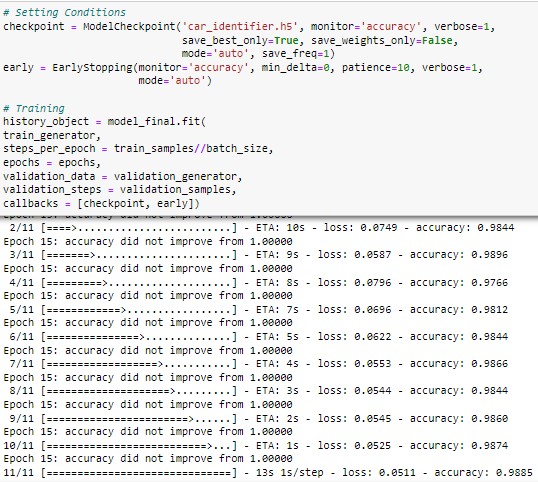 # Setting Conditions
checkpoint = ModelCheckpoint('car_identifier.h5', monitor='accuracy', verbose=1,
save_best_only=True, save_weights_only=False,
mode='auto', save_freq=1)
early = EarlyStopping(monitor='accuracy', min_delta=0, patience=10, verbose=1,
mode='auto')
# Training
history_object = model_final.fit(
train_generator,
steps_per_epoch = train_samples//batch_size,
epochs = epochs,
validation_data = validation_generator,
validation_steps = validation_samples,
callbacks = [checkpoint, early])
Epoch 15: accuracy did not improve from 1.00000
2/11 [====>.........................] - ETA: 10s - loss: 0.0749 - accuracy: 0.9844
Epoch 15: accuracy did not improve from 1.00000
3/11 [=======>......................] - ETA: 9s - loss: 0.0587 - accuracy: 0.9896
Epoch 15: accuracy did not improve from 1.00000
4/11 [=========>....................] - ETA: 8s - loss: 0.0796 - accuracy: 0.9766
Epoch 15: accuracy did not improve from 1.00000
5/11 [============>.................] - ETA: 7s - loss: 0.0696 - accuracy: 0.9812
Epoch 15: accuracy did not improve from 1.00000
6/11 [===============>..............] - ETA: 5s - loss: 0.0622 - accuracy: 0.9844
Epoch 15: accuracy did not improve from 1.00000
7/11 [==================>...........] - ETA: 4s - loss: 0.0553 - accuracy: 0.9866
Epoch 15: accuracy did not improve from 1.00000
8/11 [====================>.........] - ETA: 3s - loss: 0.0544 - accuracy: 0.9844
Epoch 15: accuracy did not improve from 1.00000
9/11 [=======================>......] - ETA: 2s - loss: 0.0545 - accuracy: 0.9860
Epoch 15: accuracy did not improve from 1.00000
10/11 [==========================>...] - ETA: 1s - loss: 0.0525 - accuracy: 0.9874
Epoch 15: accuracy did not improve from 1.00000
11/11 [==============================] - 13s 1s/step - loss: 0.0511 - accuracy: 0.9885